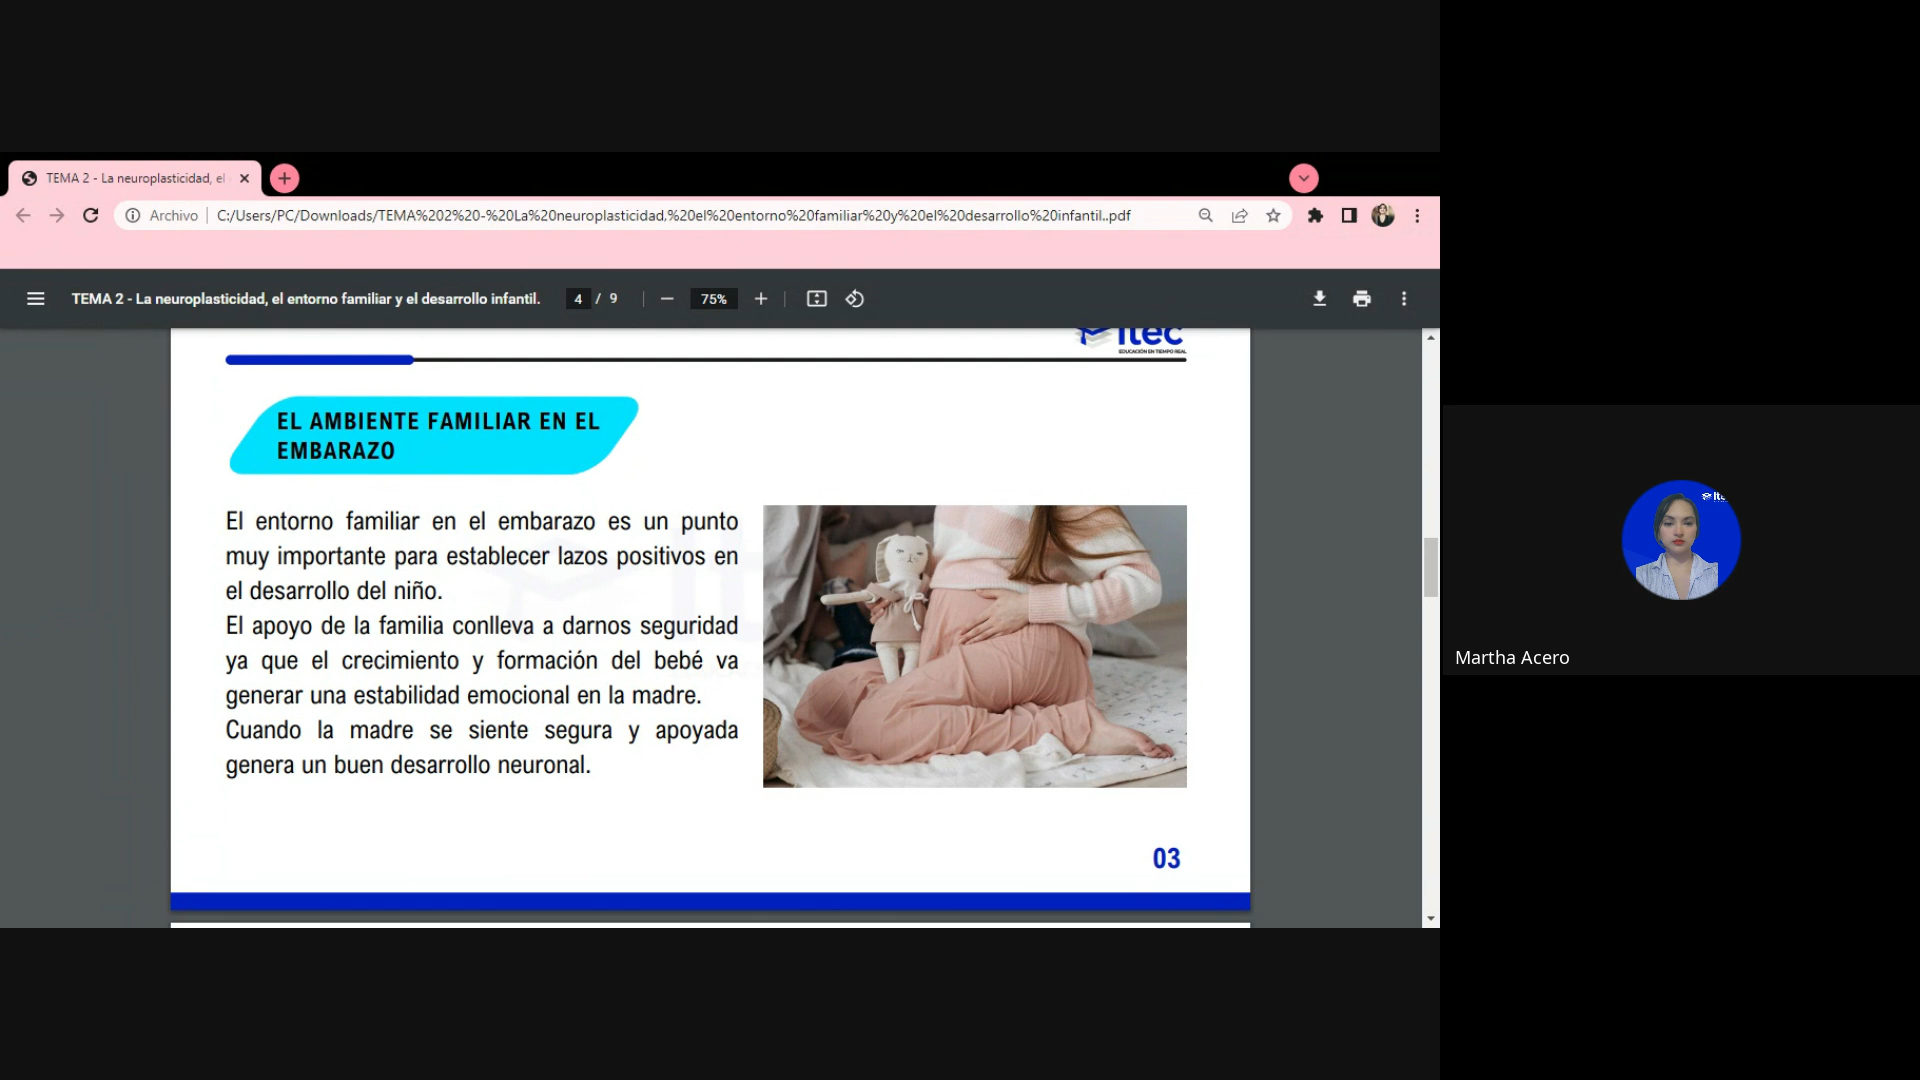 TEMA 2 - La neuroplasticidad, el
Archivo
C:/Users/PC/Downloads/TEMA%202%20-%20La%20neuroplasticidad,%20el%20entorno%20familiar%20y%20el%20desarrollo%20infantil..pdf
TEMA 2 - La neuroplasticidad, el entorno familiar y el desarrollo infantil.
4 / 9
75%
itec
EDUCACIÓN EN TIEMPO REAL
EL AMBIENTE FAMILIAR EN EL
EMBARAZO
El entorno familiar en el embarazo es un punto
muy importante para establecer lazos positivos en
el desarrollo del niño.
El apoyo de la familia conlleva a darnos seguridad
ya que el crecimiento y formación del bebé va
generar una estabilidad emocional en la madre.
Cuando la madre se siente segura y apoyada
genera un buen desarrollo neuronal.
03
Martha Acero